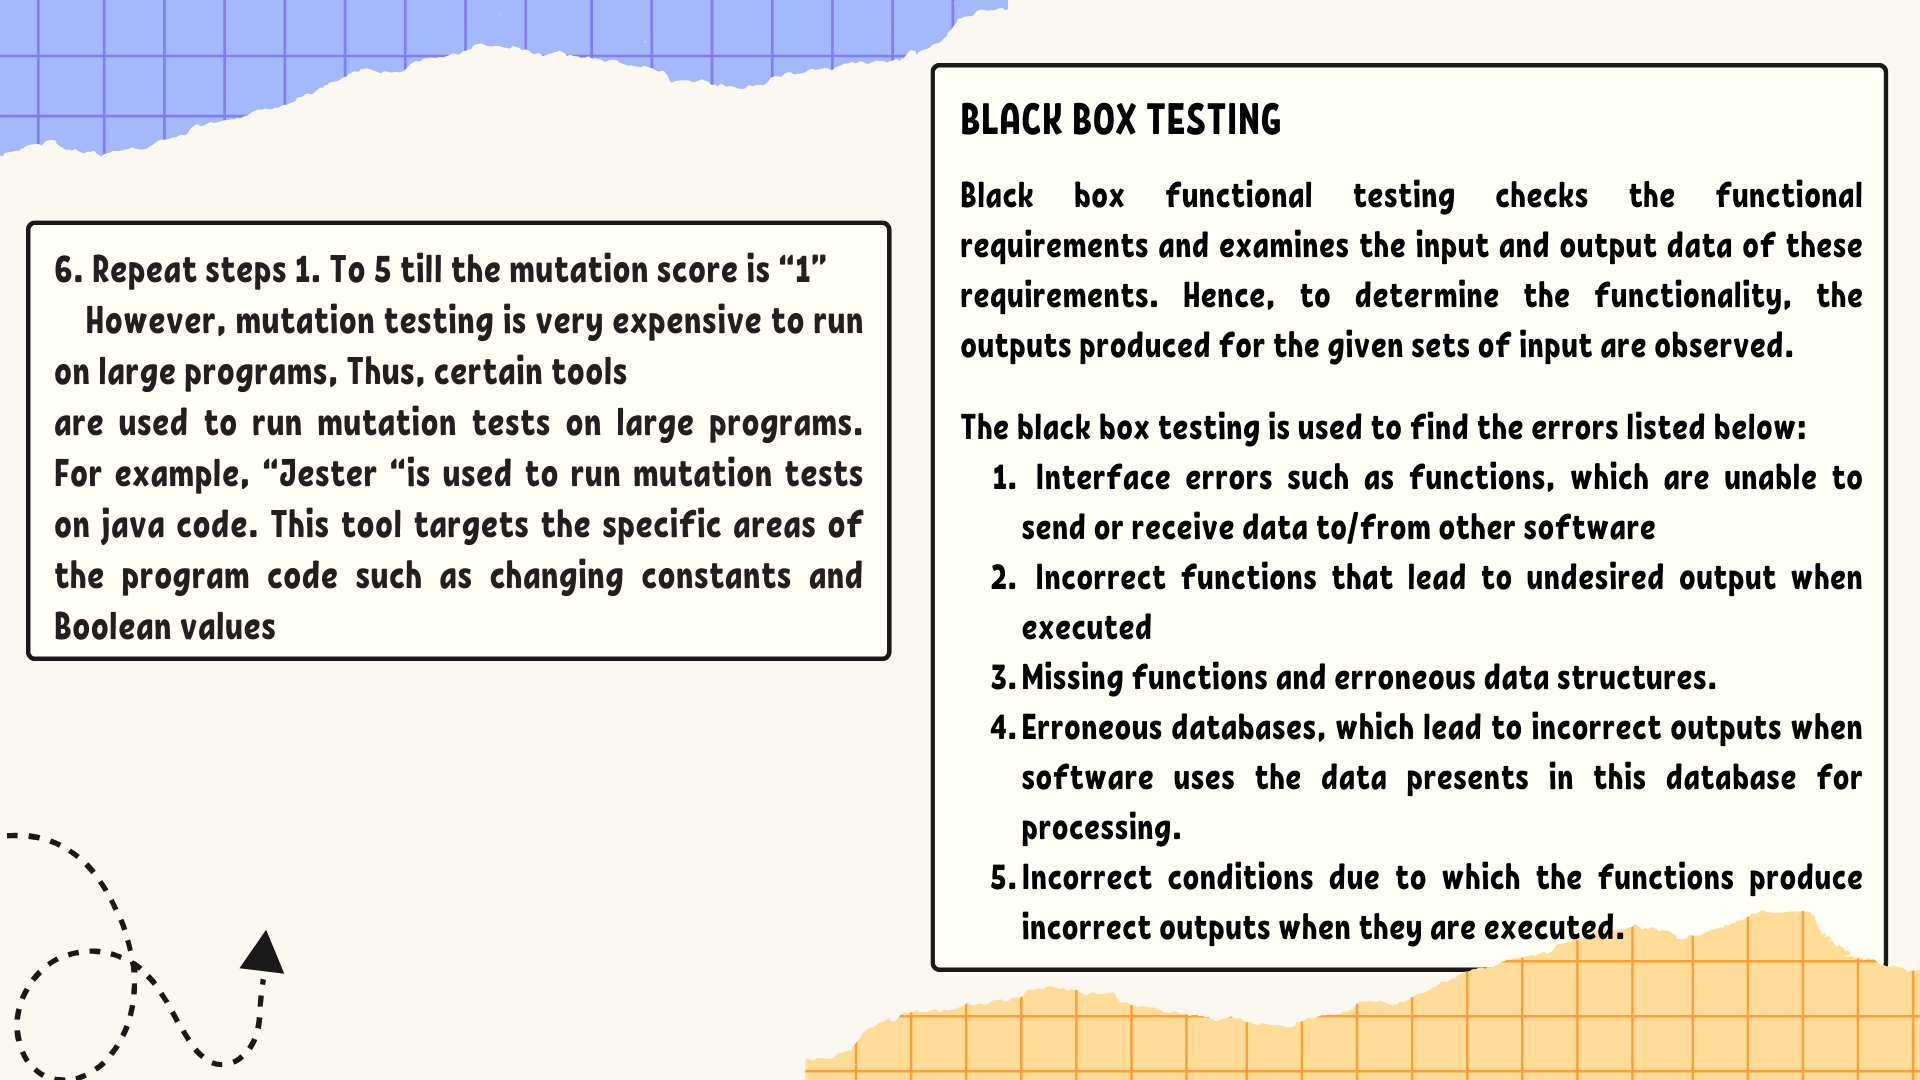 6. Repeat steps 1. To 5 till the mutation score is “1”
However, mutation testing is very expensive to run
on large programs, Thus, certain tools
are used to run mutation tests on large programs.
For example, “Jester “is used to run mutation tests
on java code. This tool targets the specific areas of
the program code such as changing constants and
Boolean values
BLACK BOX TESTING
Black box functional testing checks the functional
requirements and examines the input and output data of these
requirements. Hence, to determine the functionality, the
outputs produced for the given sets of input are observed.
The black box testing is used to find the errors listed below:
1. Interface errors such as functions, which are unable to
send or receive data to/from other software
2. Incorrect functions that lead to undesired output when
executed
3. Missing functions and erroneous data structures.
4. Erroneous databases, which lead to incorrect outputs when
software uses the data presents in this database for
processing.
5. Incorrect conditions due to which the functions produce
incorrect outputs when they are executed.